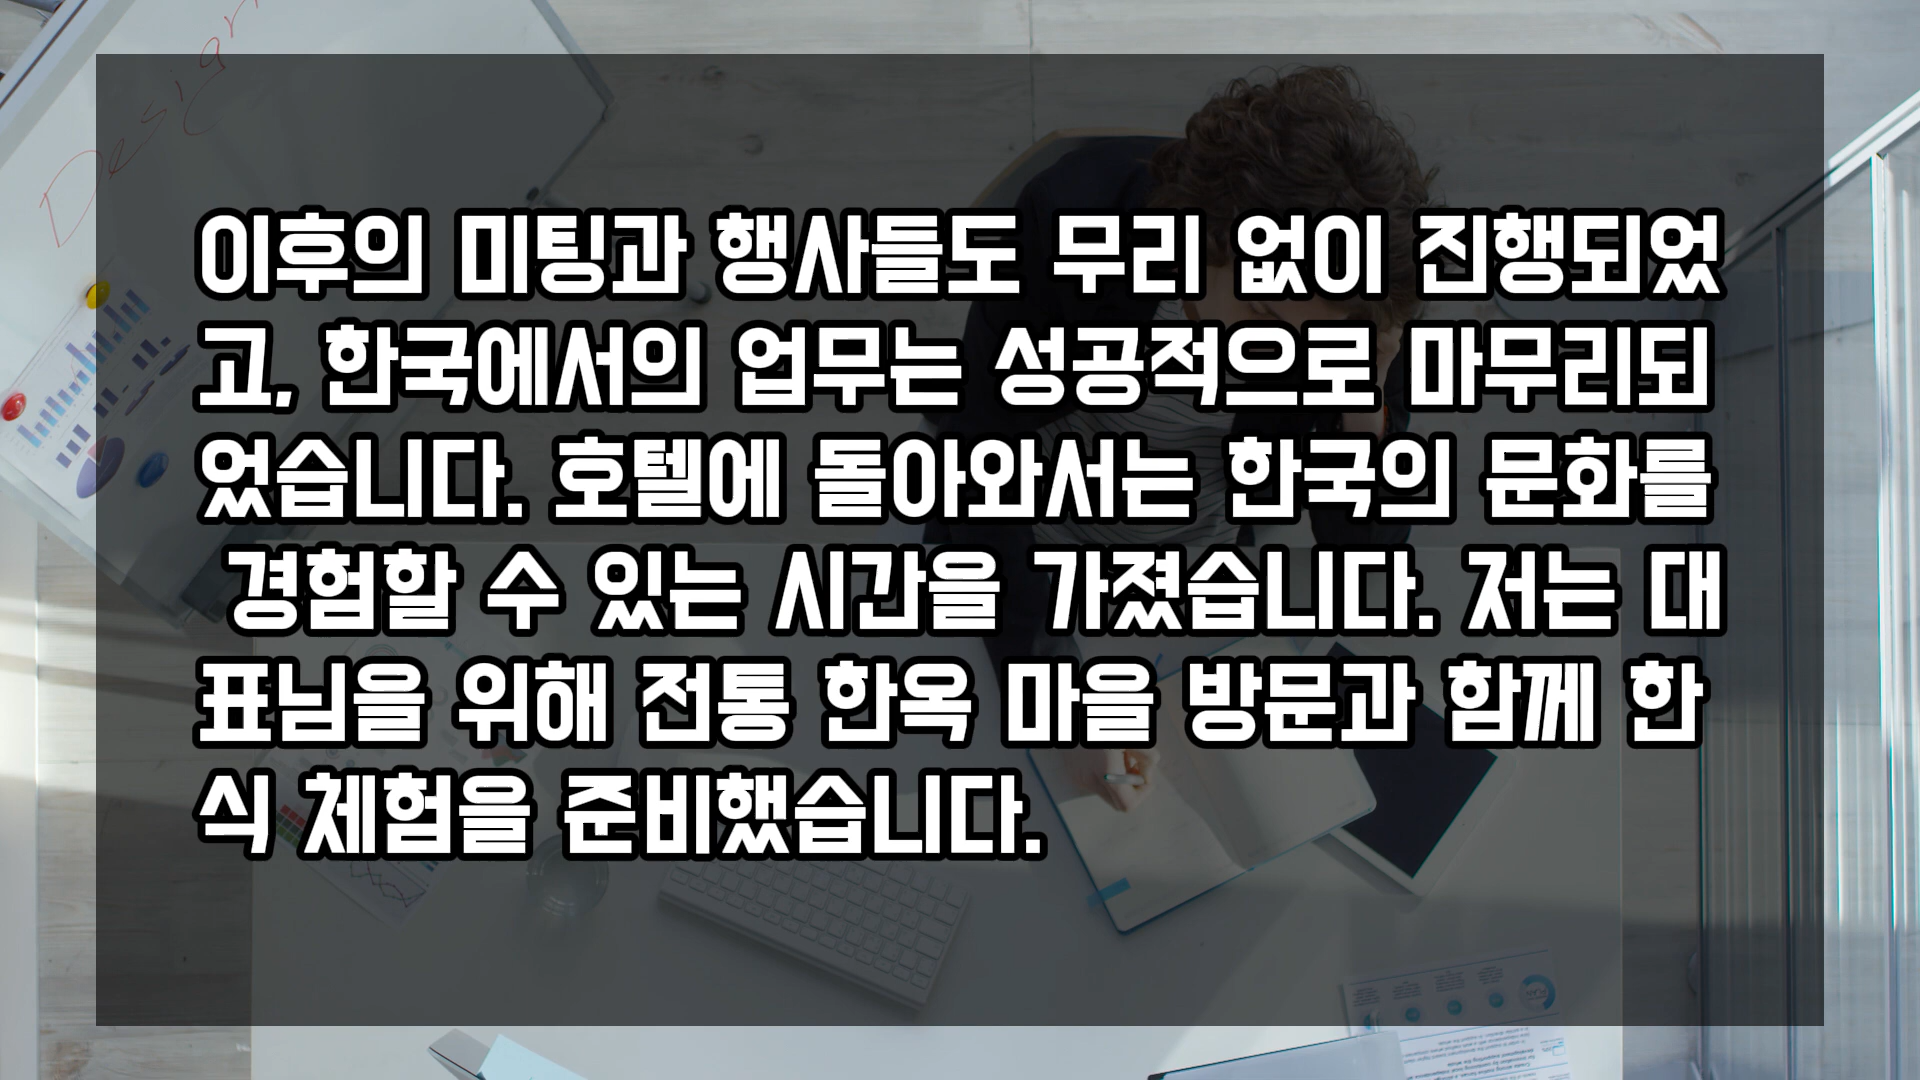 Design
이후의 미팅과 행사들도 무리 없이 진행되었
고, 한국에서의 업무는 성공적으로 마무리되
었습니다. 호텔에 돌아와서는 한국의 문화를
경험할 수 있는 시간을 가졌습니다. 저는 대
표님을 위해 전통 한옥 마을 방문과 함께 한
식 체험을 준비했습니다.